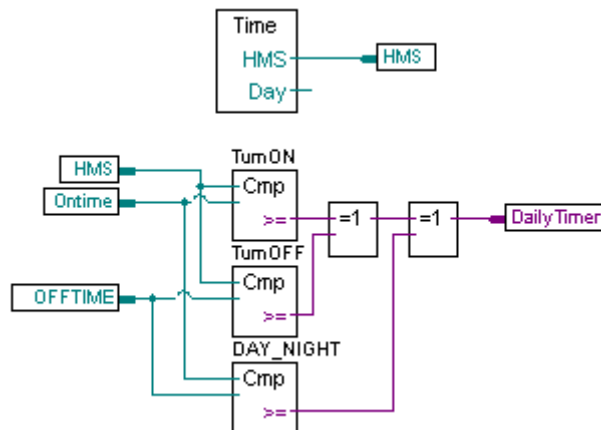 Time
HMS
HMS
Day
TurnON
HMS
Cmp
Ontime
>=
=1
=1
DailyTimer
TurnOFF
Cmp
OFFTIME
>=
DAY_NIGHT
Cmp
>=